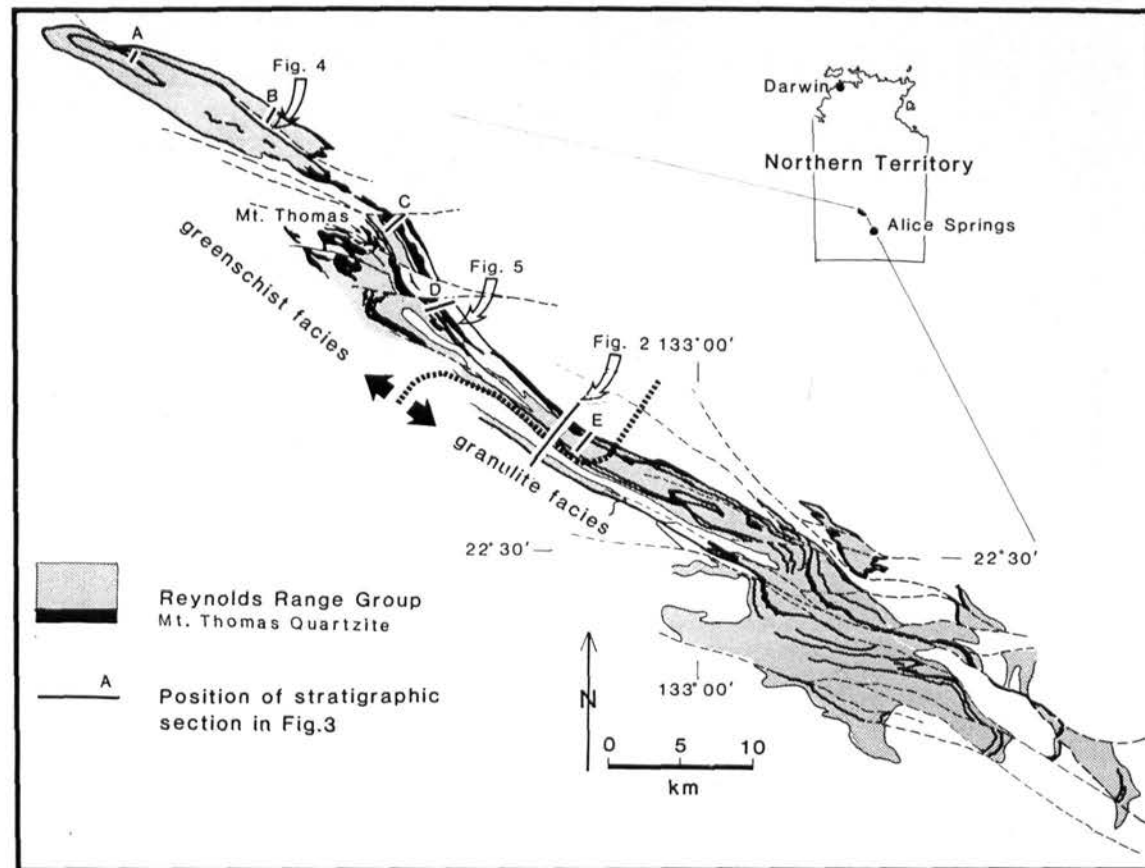 A
Fig. 4
B
Darwin
Northern Territory
Alice Springs
C
Mt. Thomas
greenschist facies
Fig. 5
D
Fig. 2
133°00′
E
granulite facies
22°30′
22°30′
Reynolds Range Group
Mt. Thomas Quartzite
A
Position of stratigraphic
section in Fig.3
N
133°00′
0 5 10
km